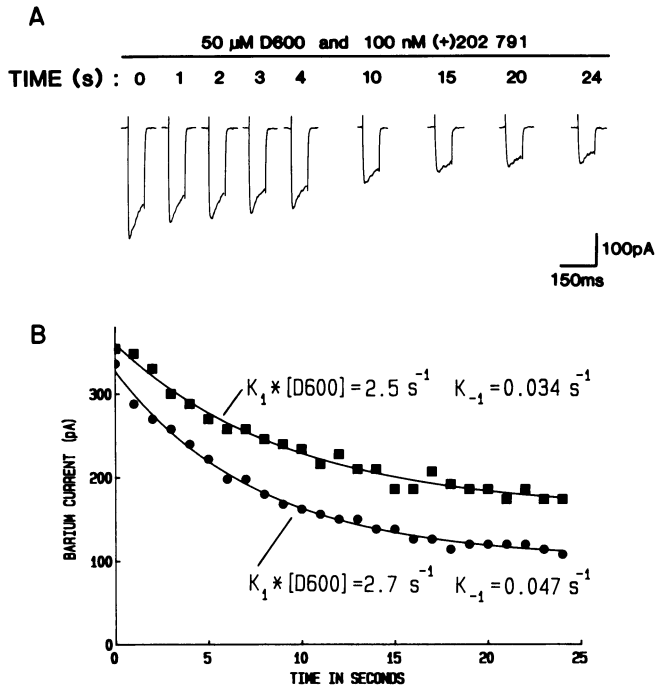 A
50 µM D600 and 100 nM (+)202 791
TIME (s) : 0 1 2 3 4 10 15 20 24
100pA
150ms
B
K₁*[D600]=2.5 s⁻¹ K₋₁=0.034 s⁻¹
K₁*[D600]=2.7 s⁻¹ K₋₁=0.047 s⁻¹
BARIUM CURRENT (pA)
300
200
100
0
0 5 10 15 20 25
TIME IN SECONDS